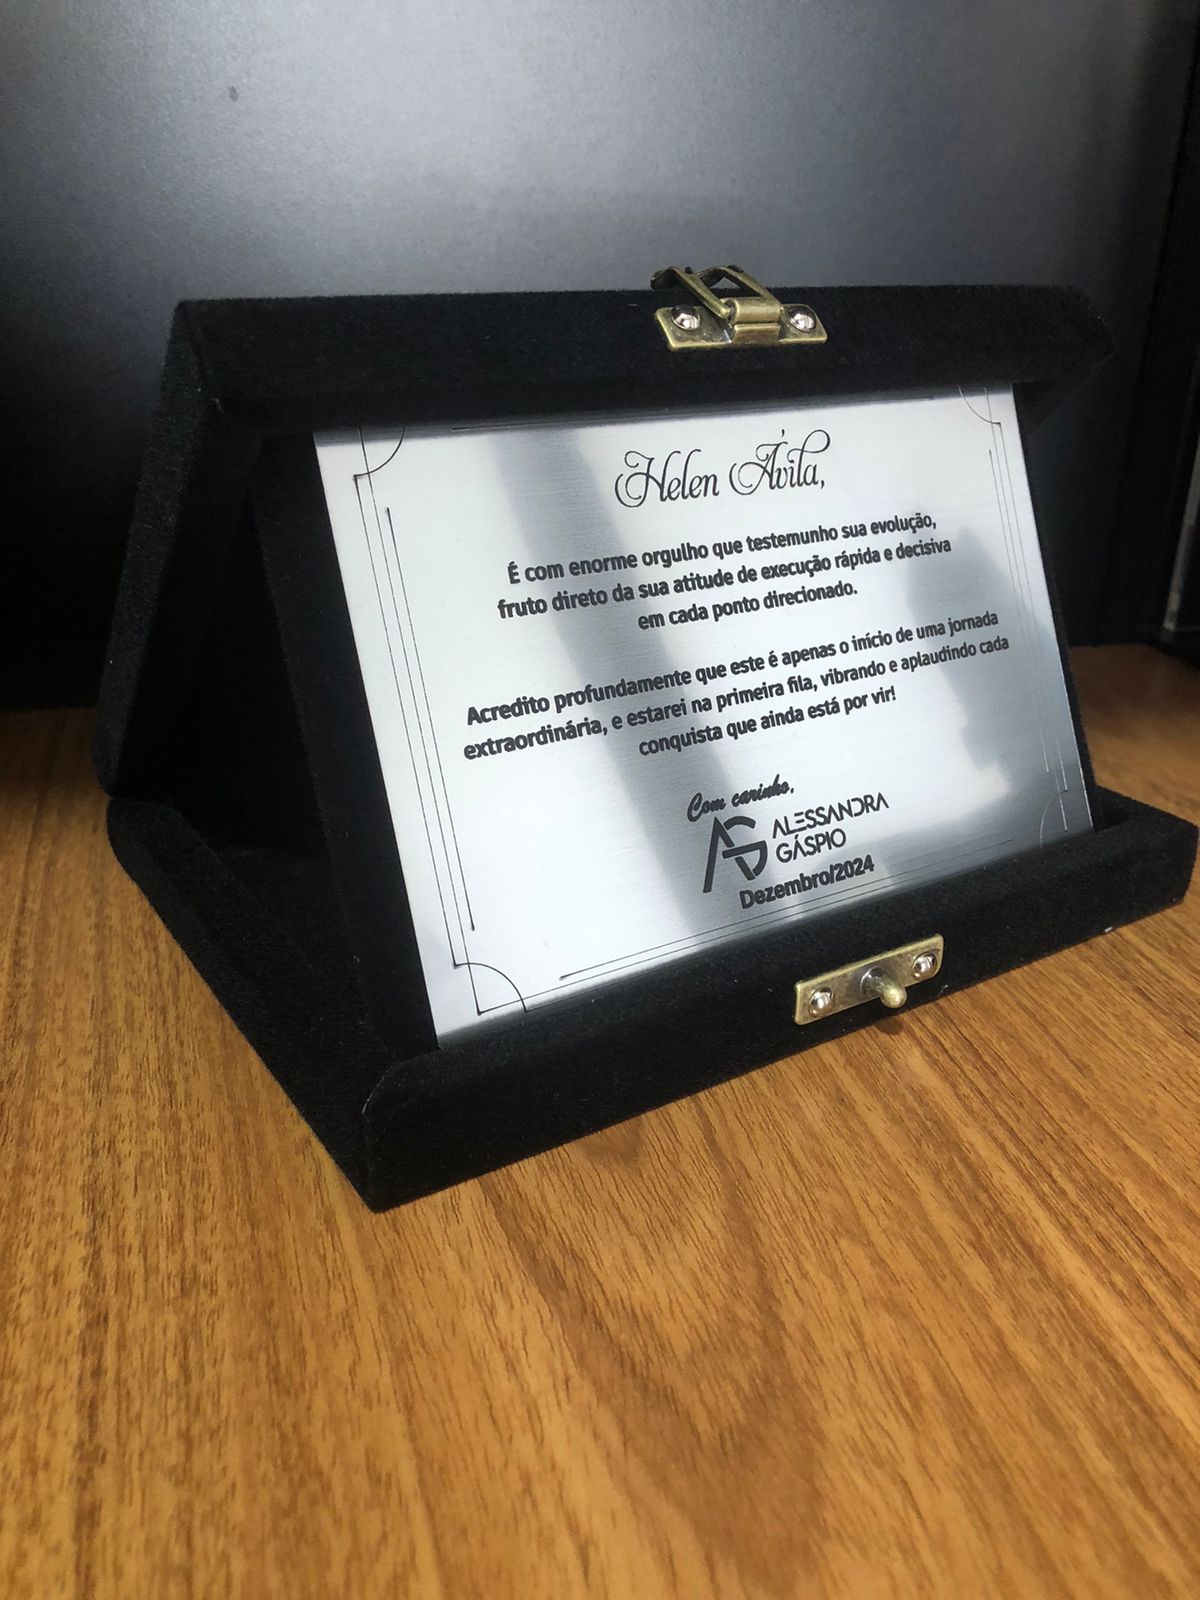 Helen Ávila,
É com enorme orgulho que testemunho sua evolução,
fruto direto da sua atitude de execução rápida e decisiva
em cada ponto direcionado.
Acredito profundamente que este é apenas o início de uma jornada
extraordinária, e estarei na primeira fila, vibrando e aplaudindo cada
conquista que ainda está por vir!
Com carinho,
AG ALESSANDRA
GÁSPIO
Dezembro/2024